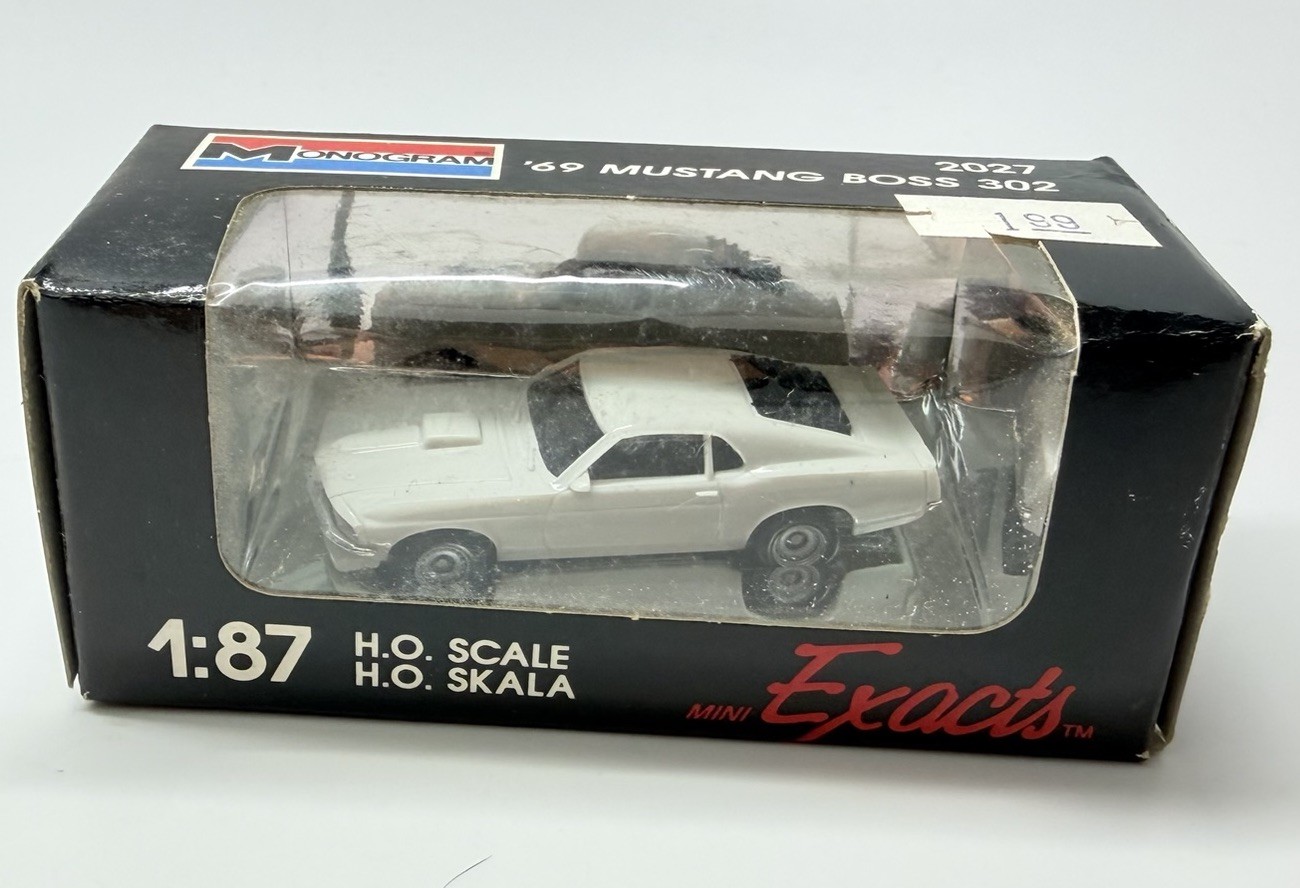 MONOGRAM
2027
'69 MUSTANG BOSS 302
1 99
1:87
H.O. SCALE
H.O. SKALA
MINI Exacts™